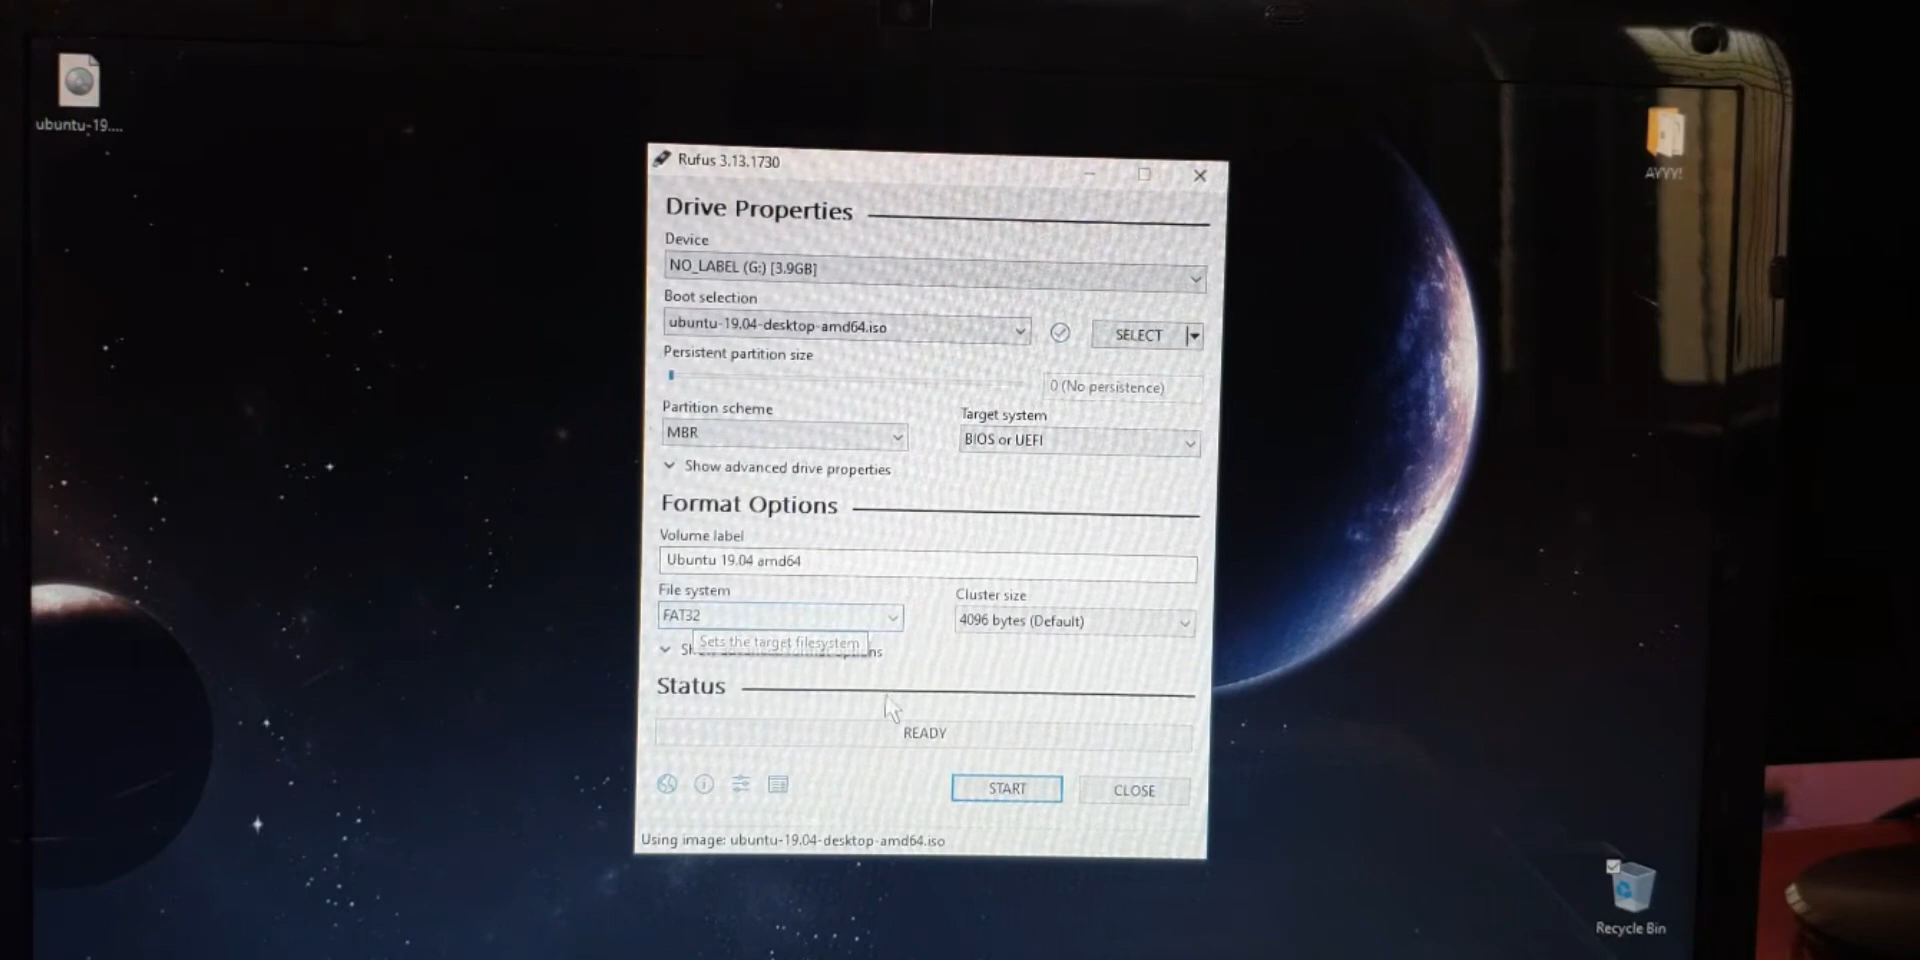 ubuntu-19....
AYYY!
Rufus 3.13.1730
Drive Properties
Device
NO_LABEL (G:) [3.9GB]
Boot selection
ubuntu-19.04-desktop-amd64.iso
SELECT
Persistent partition size
0 (No persistence)
Partition scheme
Target system
MBR
BIOS or UEFI
Show advanced drive properties
Format Options
Volume label
Ubuntu 19.04 amd64
File system
Cluster size
FAT32
4096 bytes (Default)
Sets the target filesystem
Status
READY
START
CLOSE
Using image: ubuntu-19.04-desktop-amd64.iso
Recycle Bin